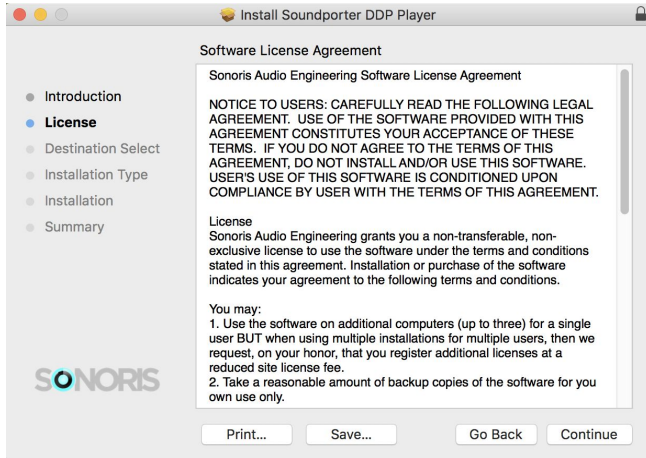 Install Soundporter DDP Player
Software License Agreement
Introduction
License
Destination Select
Installation Type
Installation
Summary
SONORIS
Sonoris Audio Engineering Software License Agreement
NOTICE TO USERS: CAREFULLY READ THE FOLLOWING LEGAL
AGREEMENT.  USE OF THE SOFTWARE PROVIDED WITH THIS
AGREEMENT CONSTITUTES YOUR ACCEPTANCE OF THESE
TERMS.  IF YOU DO NOT AGREE TO THE TERMS OF THIS
AGREEMENT, DO NOT INSTALL AND/OR USE THIS SOFTWARE.
USER'S USE OF THIS SOFTWARE IS CONDITIONED UPON
COMPLIANCE BY USER WITH THE TERMS OF THIS AGREEMENT.
License
Sonoris Audio Engineering grants you a non-transferable, non-
exclusive license to use the software under the terms and conditions
stated in this agreement. Installation or purchase of the software
indicates your agreement to the following terms and conditions.
You may:
1. Use the software on additional computers (up to three) for a single
user BUT when using multiple installations for multiple users, then we
request, on your honor, that you register additional licenses at a
reduced site license fee.
2. Take a reasonable amount of backup copies of the software for you
own use only.
Print...
Save...
Go Back
Continue